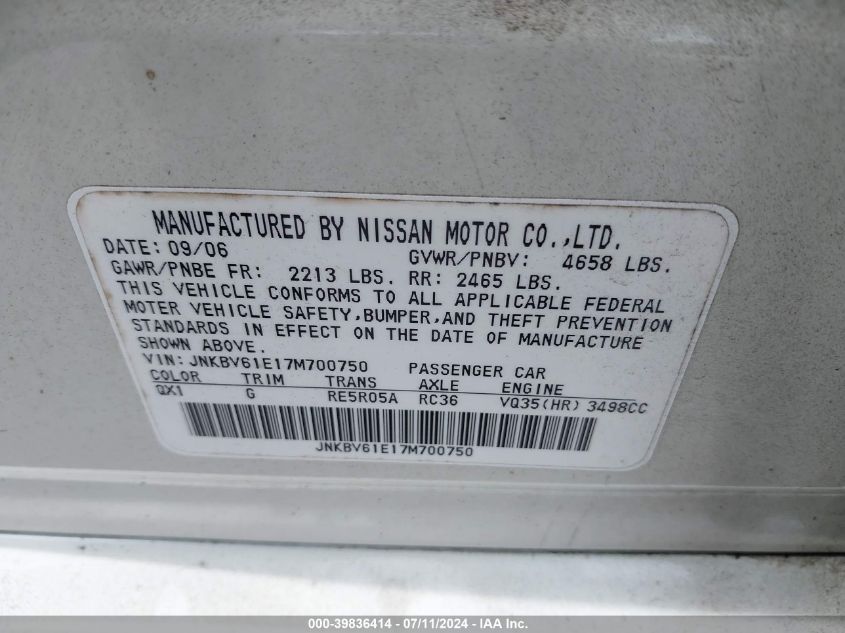 MANUFACTURED BY NISSAN MOTOR CO.,LTD.
DATE: 09/06 GVWR/PNBV: 4658 LBS.
GAWR/PNBE FR: 2213 LBS. RR: 2465 LBS.
THIS VEHICLE CONFORMS TO ALL APPLICABLE FEDERAL
MOTER VEHICLE SAFETY,BUMPER,AND THEFT PREVENTION
STANDARDS IN EFFECT ON THE DATE OF MANUFACTURE
SHOWN ABOVE.
VIN: JNKBV61E17M700750 PASSENGER CAR
COLOR TRIM TRANS AXLE ENGINE
QX1 G RE5R05A RC36 VQ35(HR) 3498CC
JNKBV61E17M700750
000-39836414 - 07/11/2024 - IAA Inc.